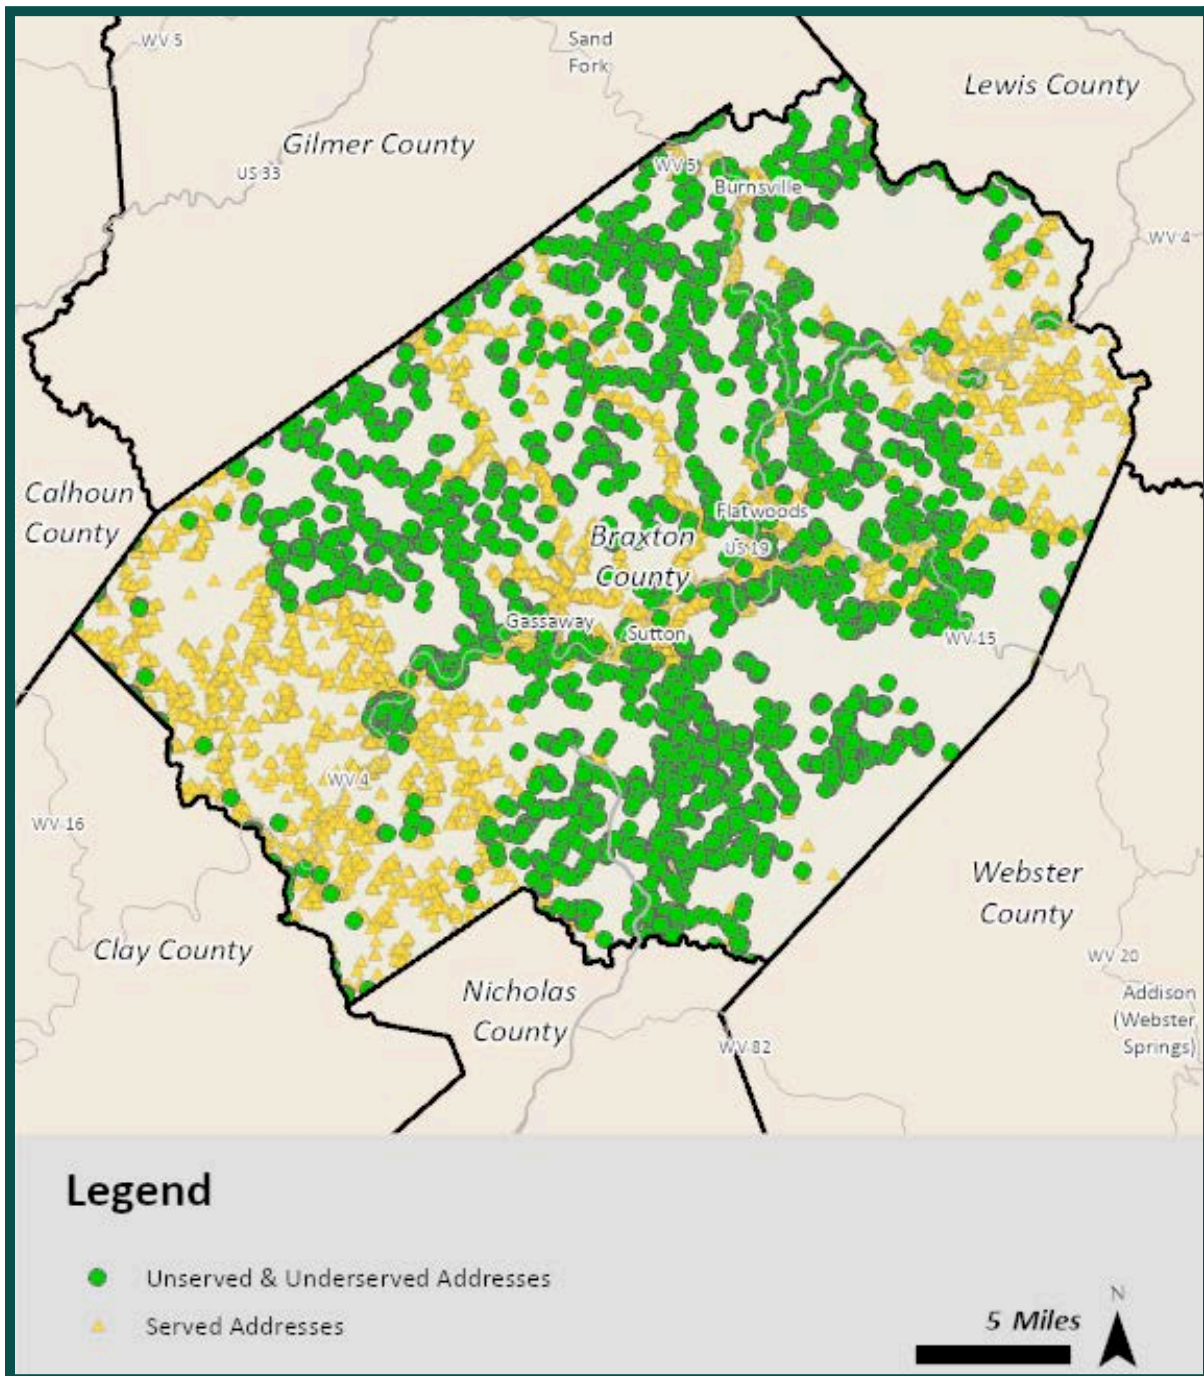 WV 5
Sand
Fork
Lewis County
Gilmer County
US 33
WV 5
Burnsville
WV 4
Calhoun
County
Flatwoods
Braxton
County
US 19
Gassaway
Sutton
WV 15
WV 4
WV 16
Webster
County
Clay County
WV 20
Nicholas
County
Addison
(Webster
Springs)
WV 82
Legend
Unserved & Underserved Addresses
Served Addresses
5 Miles
N